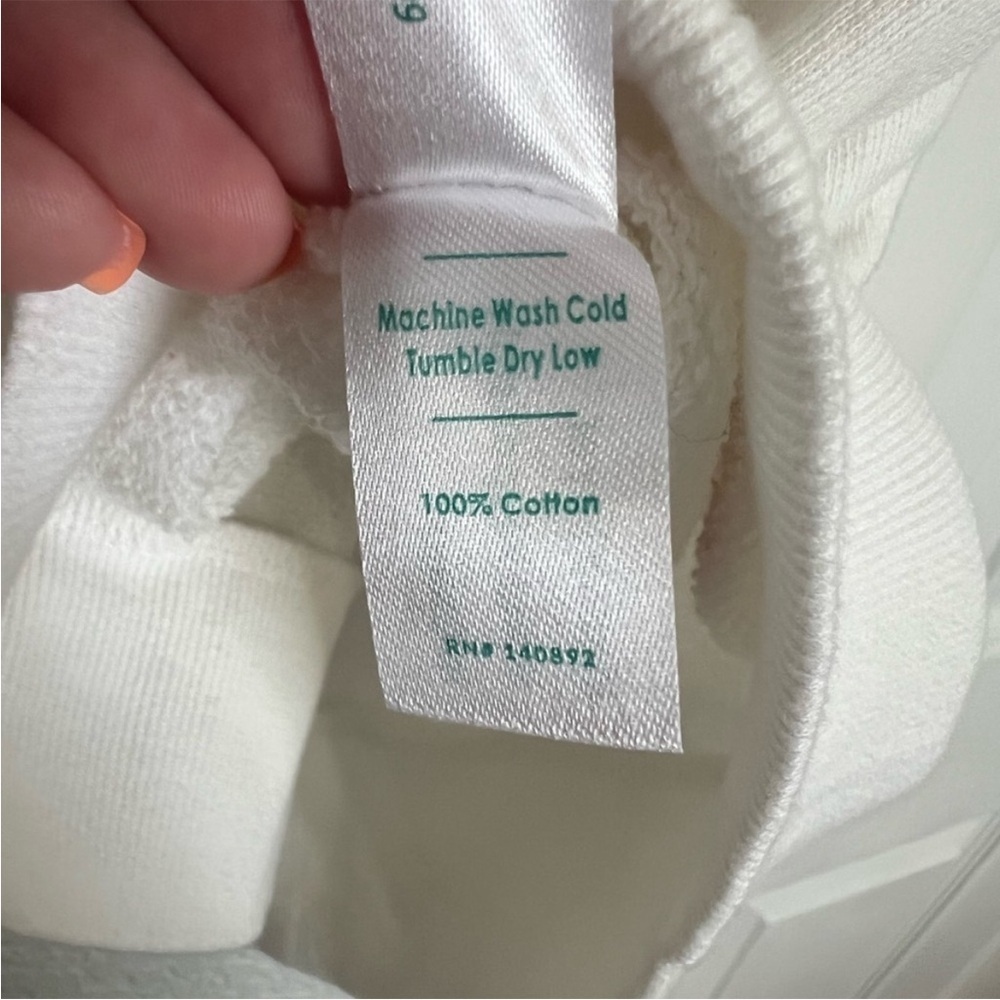 Machine Wash Cold
Tumble Dry Low
100% Cotton
RN# 140892